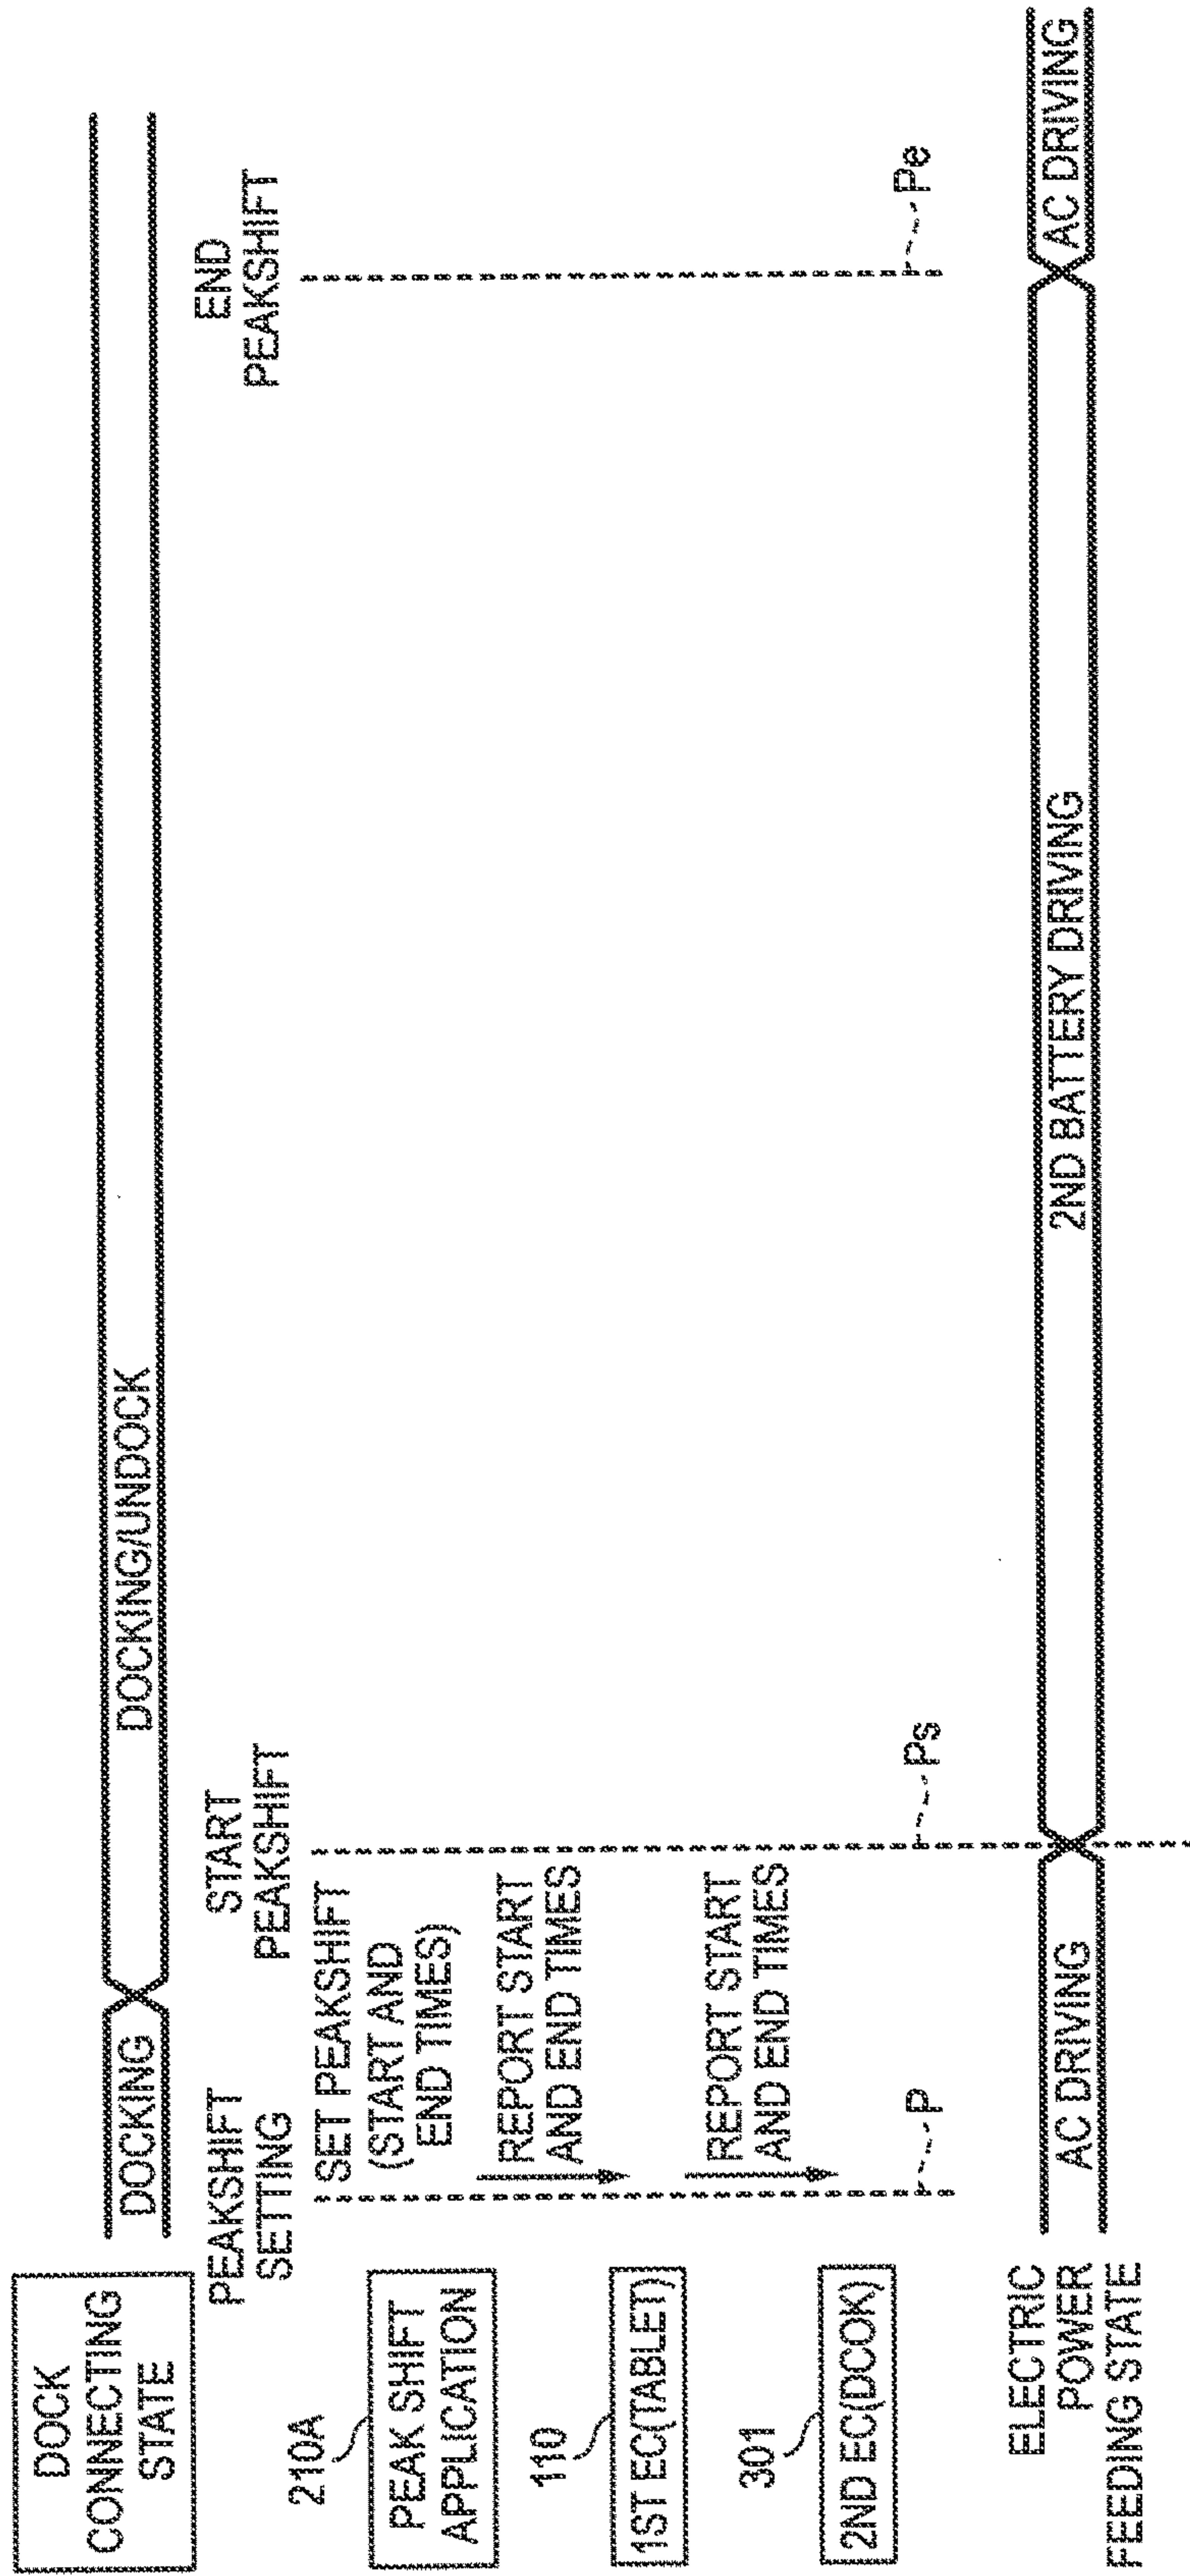 DOCK
CONNECTING
STATE
DOCKING
DOCKING/UNDOCK
PEAKSHIFT
SETTING
START
PEAKSHIFT
END
PEAKSHIFT
210A
PEAK SHIFT
APPLICATION
SET PEAKSHIFT
(START AND
END TIMES)
110
1ST EC(TABLET)
REPORT START
AND END TIMES
301
2ND EC(DCOK)
REPORT START
AND END TIMES
P
Ps
Pe
ELECTRIC
POWER
FEEDING STATE
AC DRIVING
2ND BATTERY DRIVING
AC DRIVING